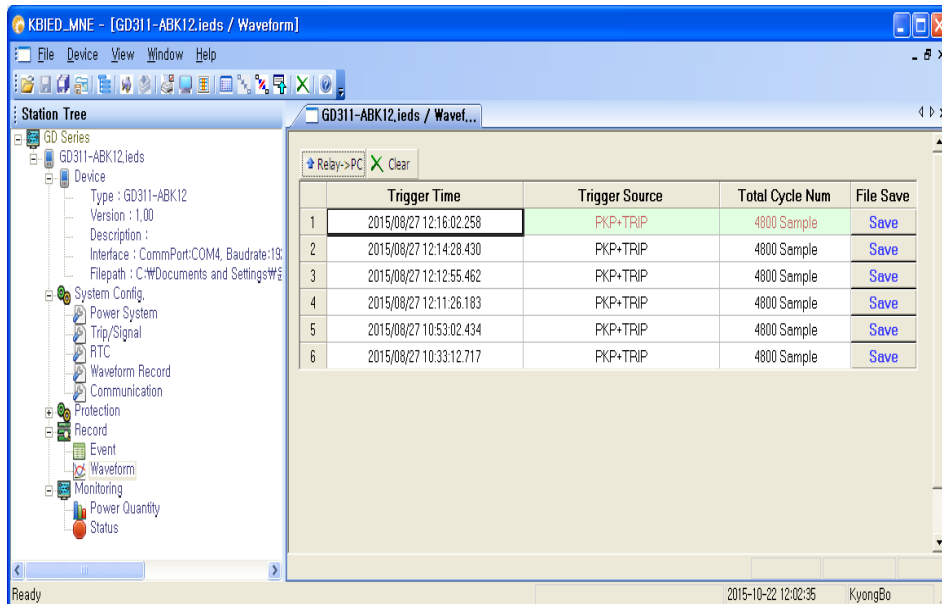 KBIED_MNE - [GD311-ABK12.ieds / Waveform]
File Device View Window Help
Station Tree
GD311-ABK12.ieds / Wavef...
GD Series
GD311-ABK12.ieds
Device
Type : GD311-ABK12
Version : 1.00
Description :
Interface : CommPort:COM4, Baudrate:19
Filepath : C:₩Documents and Settings₩
System Config.
Power System
Trip/Signal
RTC
Waveform Record
Communication
Protection
Record
Event
Waveform
Monitoring
Power Quantity
Status
Relay->PC Clear
Trigger Time Trigger Source Total Cycle Num File Save
1 2015/08/27 12:16:02.258 PKP+TRIP 4800 Sample Save
2 2015/08/27 12:14:28.430 PKP+TRIP 4800 Sample Save
3 2015/08/27 12:12:55.462 PKP+TRIP 4800 Sample Save
4 2015/08/27 12:11:26.183 PKP+TRIP 4800 Sample Save
5 2015/08/27 10:53:02.434 PKP+TRIP 4800 Sample Save
6 2015/08/27 10:33:12.717 PKP+TRIP 4800 Sample Save
Ready 2015-10-22 12:02:35 KyongBo